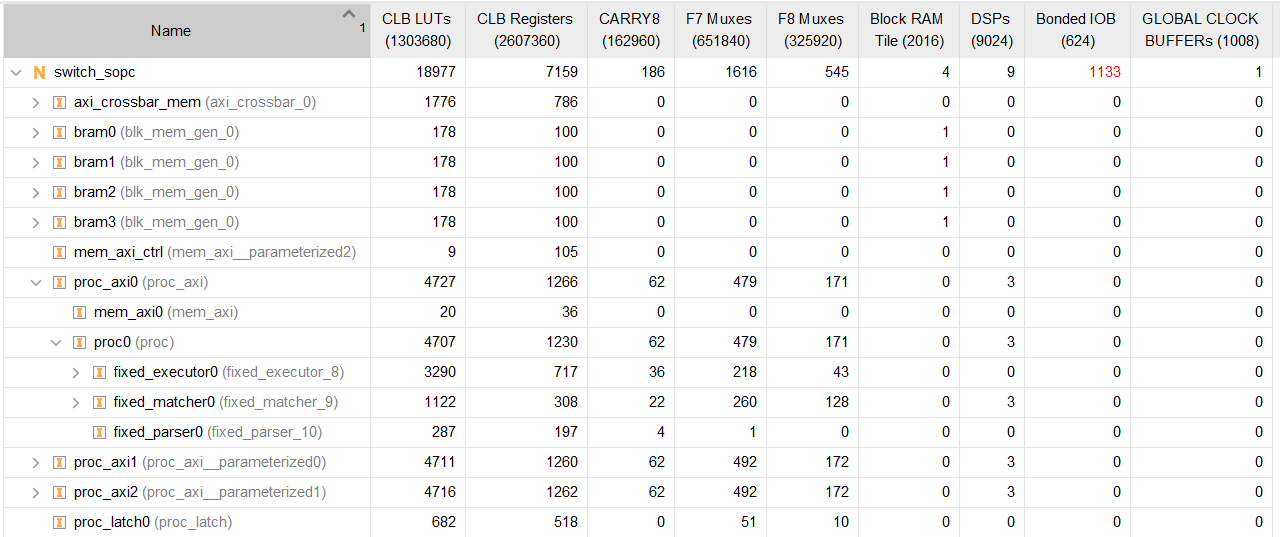 Name 1 CLB LUTs (1303680) CLB Registers (2607360) CARRY8 (162960) F7 Muxes (651840) F8 Muxes (325920) Block RAM Tile (2016) DSPs (9024) Bonded IOB (624) GLOBAL CLOCK BUFFERs (1008)
N switch_sopc 18977 7159 186 1616 545 4 9 1133 1
axi_crossbar_mem (axi_crossbar_0) 1776 786 0 0 0 0 0 0 0
bram0 (blk_mem_gen_0) 178 100 0 0 0 1 0 0 0
bram1 (blk_mem_gen_0) 178 100 0 0 0 1 0 0 0
bram2 (blk_mem_gen_0) 178 100 0 0 0 1 0 0 0
bram3 (blk_mem_gen_0) 178 100 0 0 0 1 0 0 0
mem_axi_ctrl (mem_axi__parameterized2) 9 105 0 0 0 0 0 0 0
proc_axi0 (proc_axi) 4727 1266 62 479 171 0 3 0 0
mem_axi0 (mem_axi) 20 36 0 0 0 0 0 0 0
proc0 (proc) 4707 1230 62 479 171 0 3 0 0
fixed_executor0 (fixed_executor_8) 3290 717 36 218 43 0 0 0 0
fixed_matcher0 (fixed_matcher_9) 1122 308 22 260 128 0 3 0 0
fixed_parser0 (fixed_parser_10) 287 197 4 1 0 0 0 0 0
proc_axi1 (proc_axi__parameterized0) 4711 1260 62 492 172 0 3 0 0
proc_axi2 (proc_axi__parameterized1) 4716 1262 62 492 172 0 3 0 0
proc_latch0 (proc_latch) 682 518 0 51 10 0 0 0 0